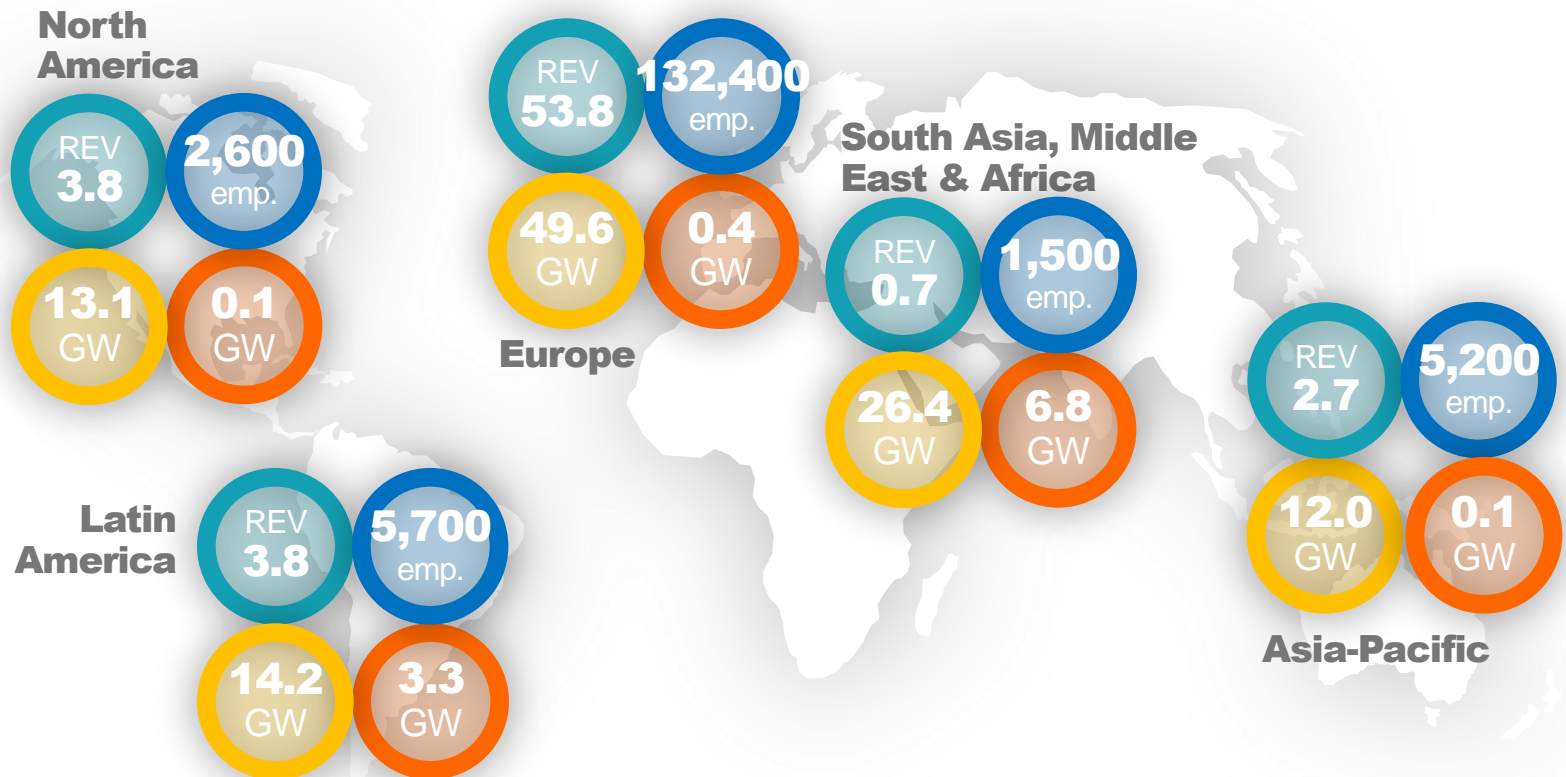 North
America
REV
3.8
2,600
emp.
13.1
GW
0.1
GW
REV
53.8
132,400
emp.
49.6
GW
0.4
GW
Europe
South Asia, Middle
East & Africa
REV
0.7
1,500
emp.
26.4
GW
6.8
GW
REV
2.7
5,200
emp.
12.0
GW
0.1
GW
Asia-Pacific
Latin
America
REV
3.8
5,700
emp.
14.2
GW
3.3
GW